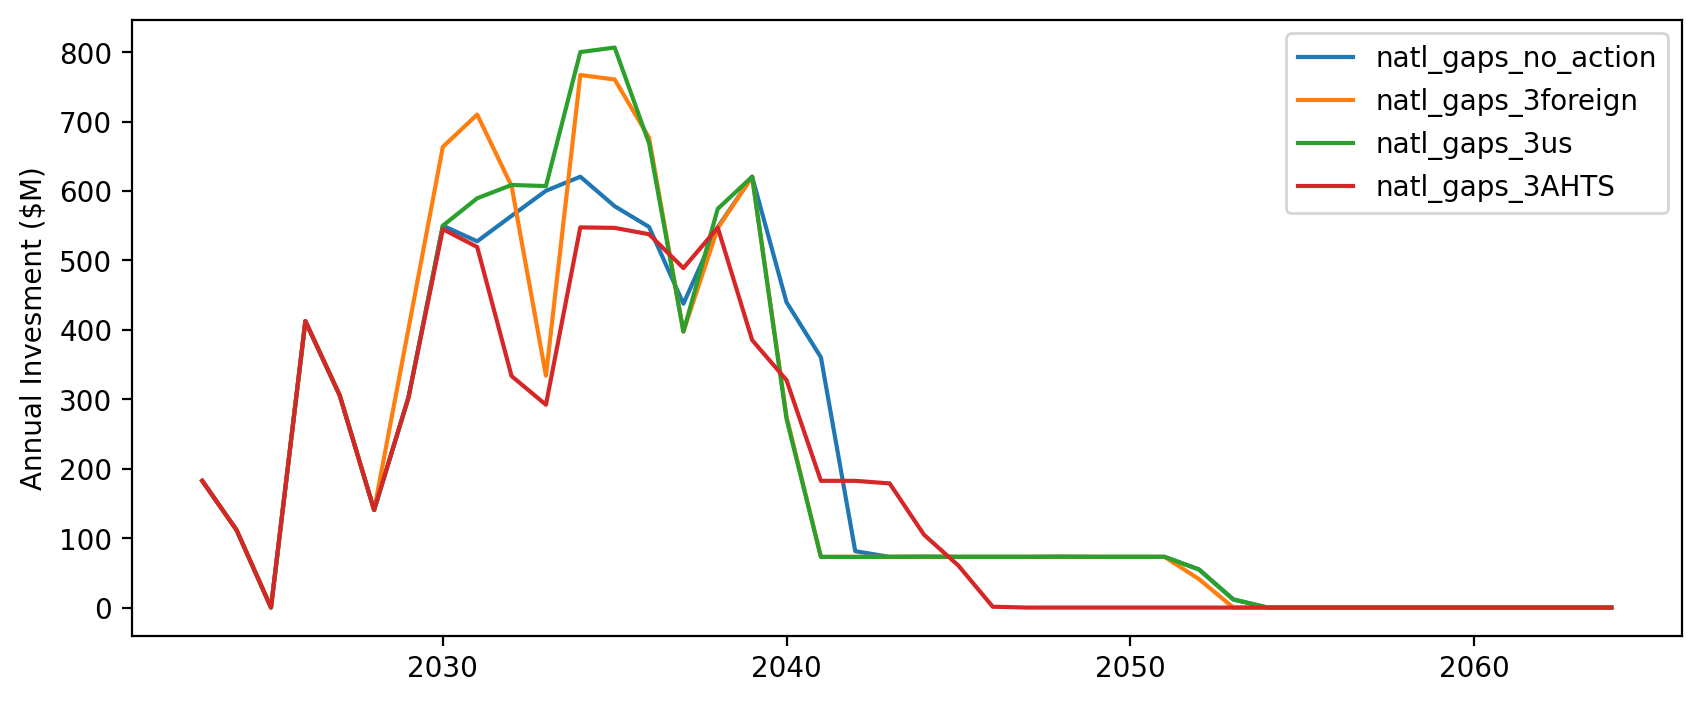 Annual Invesment ($M)
800
700
600
500
400
300
200
100
0
2030
2040
2050
2060
natl_gaps_no_action
natl_gaps_3foreign
natl_gaps_3us
natl_gaps_3AHTS